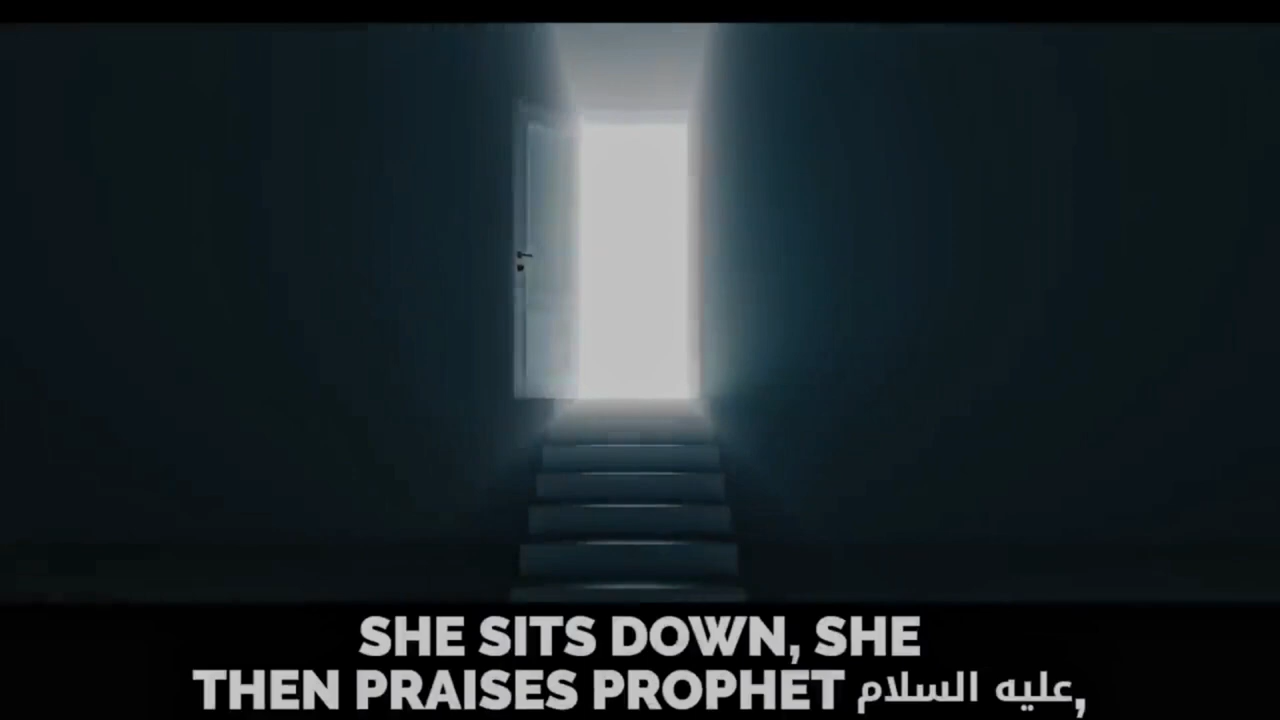 SHE SITS DOWN, SHE
THEN PRAISES PROPHET عليه السلام,